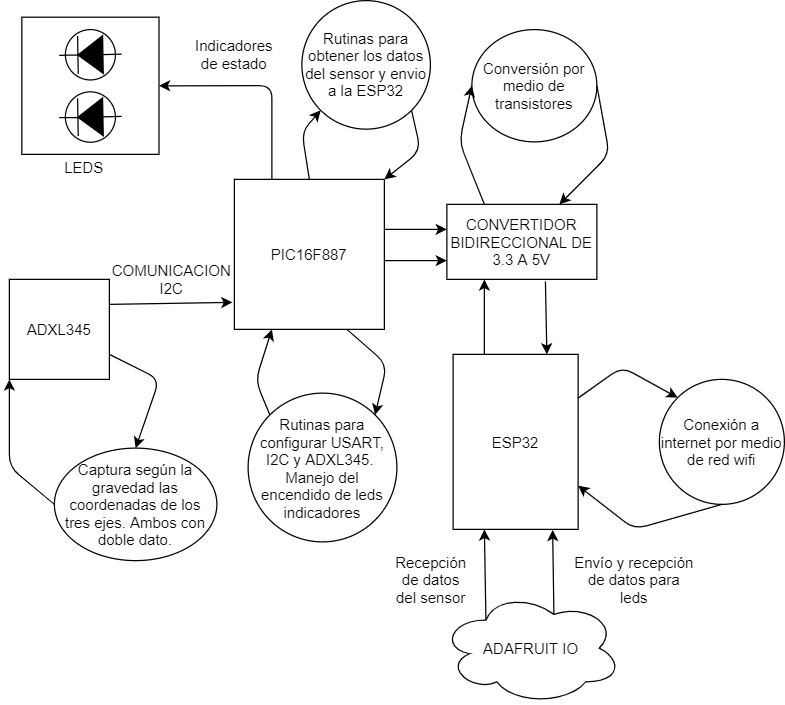 Indicadores
de estado
LEDS
Rutinas para
obtener los datos
del sensor y envio
a la ESP32
Conversión por
medio de
transistores
PIC16F887
CONVERTIDOR
BIDIRECCIONAL DE
3.3 A 5V
COMUNICACION
I2C
ADXL345
Rutinas para
configurar USART,
I2C y ADXL345.
Manejo del
encendido de leds
indicadores
ESP32
Conexión a
internet por medio
de red wifi
Captura según la
gravedad las
coordenadas de los
tres ejes. Ambos con
doble dato.
Recepción
de datos
del sensor
Envío y recepción
de datos para
leds
ADAFRUIT IO